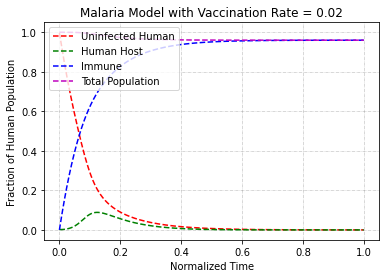 Malaria Model with Vaccination Rate = 0.02
Fraction of Human Population
1.0
0.8
0.6
0.4
0.2
0.0
Uninfected Human
Human Host
Immune
Total Population
0.0 0.2 0.4 0.6 0.8 1.0
Normalized Time